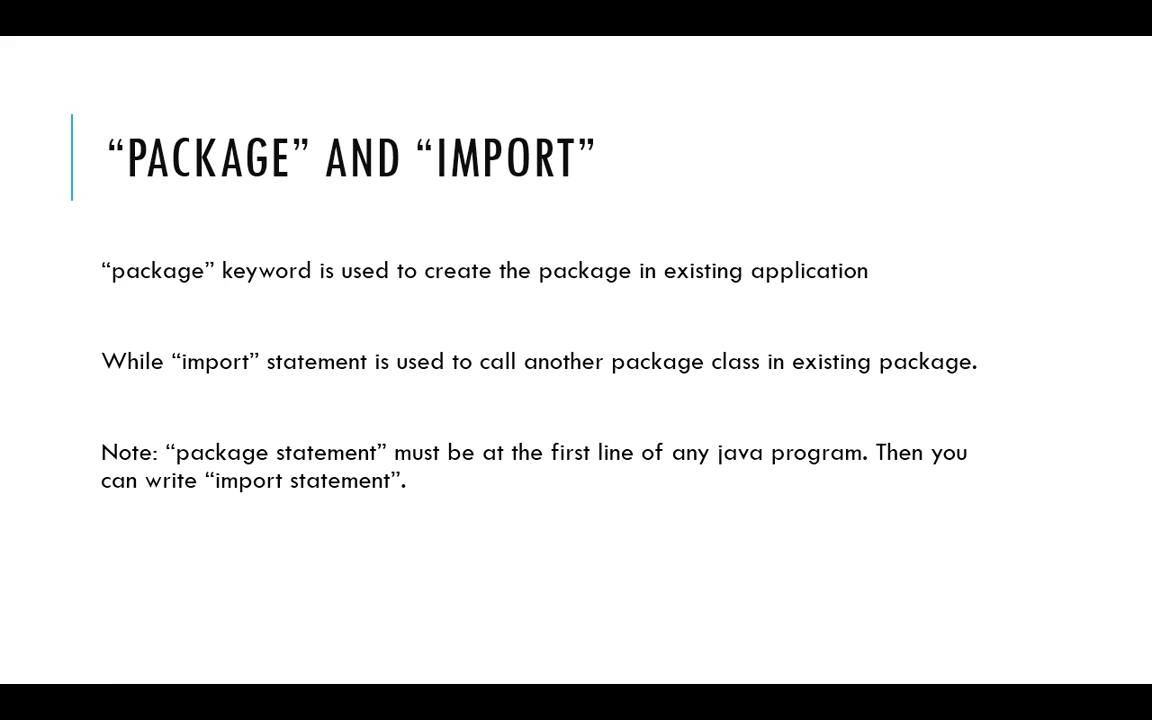 “PACKAGE” AND “IMPORT”
“package” keyword is used to create the package in existing application
While “import” statement is used to call another package class in existing package.
Note: “package statement” must be at the first line of any java program. Then you
can write “import statement”.